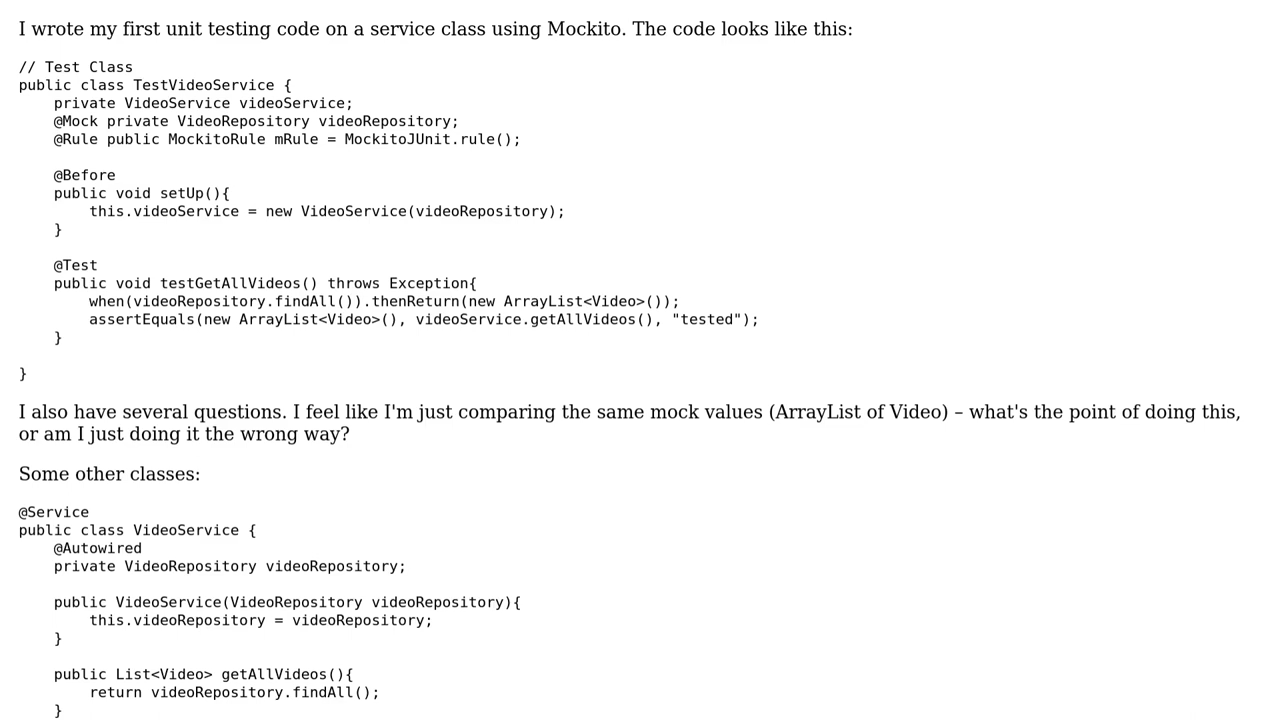 I wrote my first unit testing code on a service class using Mockito. The code looks like this:
// Test Class
public class TestVideoService {
    private VideoService videoService;
    @Mock private VideoRepository videoRepository;
    @Rule public MockitoRule mRule = MockitoJUnit.rule();

    @Before
    public void setUp(){
        this.videoService = new VideoService(videoRepository);
    }

    @Test
    public void testGetAllVideos() throws Exception{
        when(videoRepository.findAll()).thenReturn(new ArrayList<Video>());
        assertEquals(new ArrayList<Video>(), videoService.getAllVideos(), "tested");
    }

}
I also have several questions. I feel like I'm just comparing the same mock values (ArrayList of Video) – what's the point of doing this,
or am I just doing it the wrong way?
Some other classes:
@Service
public class VideoService {
    @Autowired
    private VideoRepository videoRepository;

    public VideoService(VideoRepository videoRepository){
        this.videoRepository = videoRepository;
    }

    public List<Video> getAllVideos(){
        return videoRepository.findAll();
    }